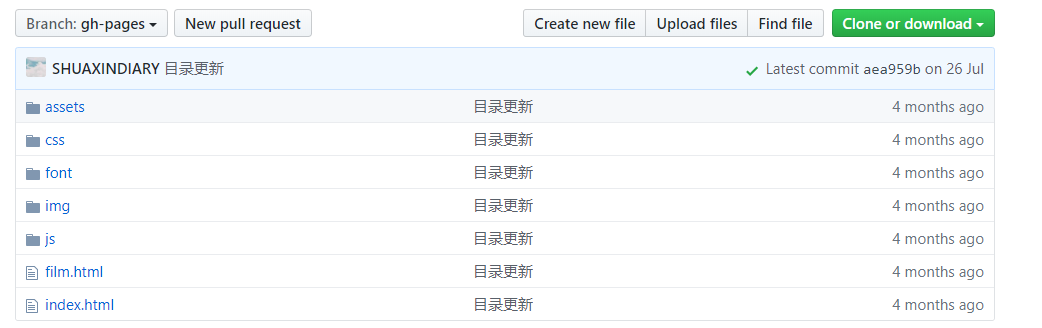 Branch: gh-pages New pull request Create new file Upload files Find file Clone or download
SHUAXINDIARY 目录更新 Latest commit aea959b on 26 Jul
assets 目录更新 4 months ago
css 目录更新 4 months ago
font 目录更新 4 months ago
img 目录更新 4 months ago
js 目录更新 4 months ago
film.html 目录更新 4 months ago
index.html 目录更新 4 months ago